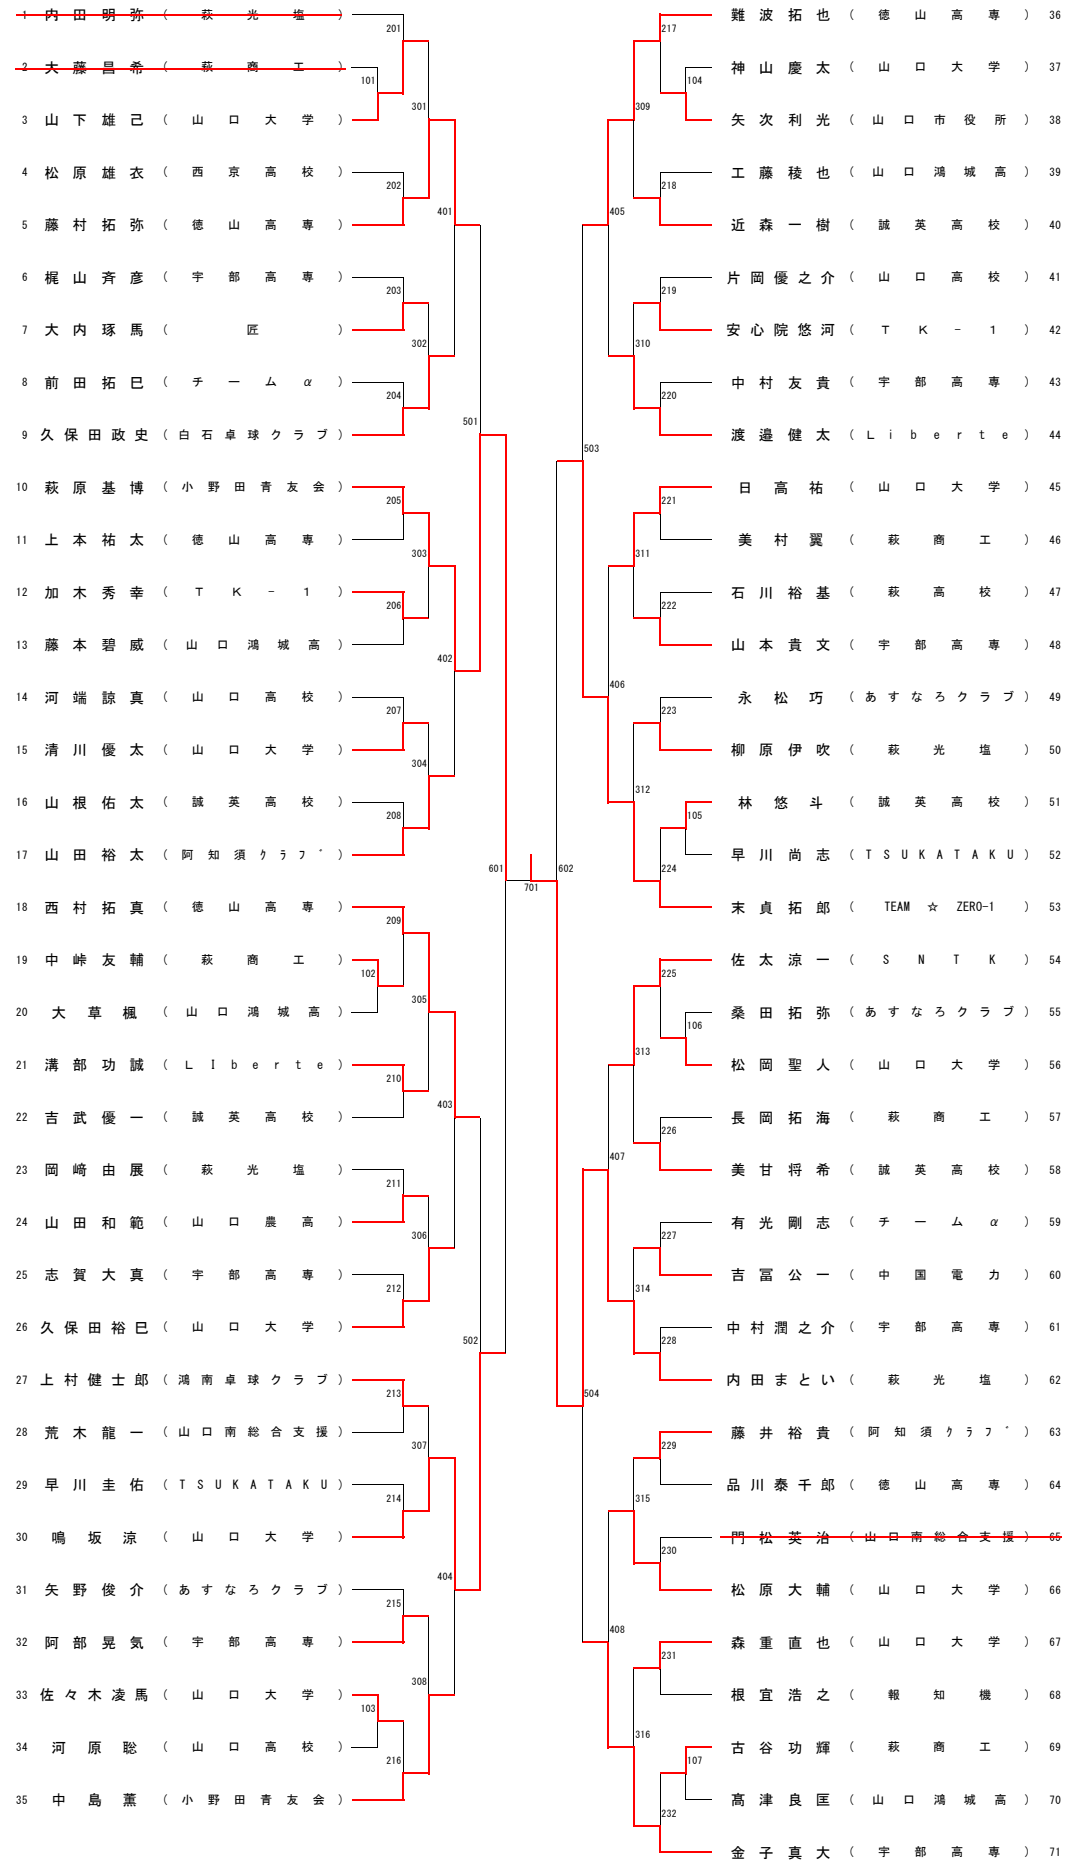 1 内田明弥 (萩光塩)
2 大藤昌希 (萩商工)
3 山下雄己 (山口大学)
4 松原雄衣 (西京高校)
5 藤村拓弥 (徳山高専)
6 梶山斉彦 (宇部高専)
7 大内琢馬 (匠)
8 前田拓巳 (チームα)
9 久保田政史 (白石卓球クラブ)
10 萩原基博 (小野田青友会)
11 上本祐太 (徳山高専)
12 加木秀幸 (TK-1)
13 藤本碧威 (山口鴻城高)
14 河端諒真 (山口高校)
15 清川優太 (山口大学)
16 山根佑太 (誠英高校)
17 山田裕太 (阿知須クラブ)
18 西村拓真 (徳山高専)
19 中峠友輔 (萩商工)
20 大草楓 (山口鴻城高)
21 溝部功誠 (LIberte)
22 吉武優一 (誠英高校)
23 岡﨑由展 (萩光塩)
24 山田和範 (山口農高)
25 志賀大真 (宇部高専)
26 久保田裕巳 (山口大学)
27 上村健士郎 (鴻南卓球クラブ)
28 荒木龍一 (山口南総合支援)
29 早川圭佑 (TSUKATAKU)
30 鳴坂涼 (山口大学)
31 矢野俊介 (あすなろクラブ)
32 阿部晃気 (宇部高専)
33 佐々木凌馬 (山口大学)
34 河原聡 (山口高校)
35 中島薫 (小野田青友会)
101
102
103
201
202
203
204
205
206
207
208
209
210
211
212
213
214
215
216
301
302
303
304
305
306
307
308
401
402
403
404
501
502
601
701
602
503
504
405
406
407
408
309
310
311
312
313
314
315
316
217
218
219
220
221
222
223
224
225
226
227
228
229
230
231
232
104
105
106
107
難波拓也 (徳山高専) 36
神山慶太 (山口大学) 37
矢次利光 (山口市役所) 38
工藤稜也 (山口鴻城高) 39
近森一樹 (誠英高校) 40
片岡優之介 (山口高校) 41
安心院悠河 (TK-1) 42
中村友貴 (宇部高専) 43
渡邉健太 (Liberte) 44
日高祐 (山口大学) 45
美村翼 (萩商工) 46
石川裕基 (萩高校) 47
山本貴文 (宇部高専) 48
永松巧 (あすなろクラブ) 49
柳原伊吹 (萩光塩) 50
林悠斗 (誠英高校) 51
早川尚志 (TSUKATAKU) 52
末貞拓郎 (TEAM ☆ ZERO-1) 53
佐太涼一 (SNTK) 54
桑田拓弥 (あすなろクラブ) 55
松岡聖人 (山口大学) 56
長岡拓海 (萩商工) 57
美甘将希 (誠英高校) 58
有光剛志 (チームα) 59
吉冨公一 (中国電力) 60
中村潤之介 (宇部高専) 61
内田まとい (萩光塩) 62
藤井裕貴 (阿知須クラブ) 63
品川泰千郎 (徳山高専) 64
門松英治 (山口南総合支援) 65
松原大輔 (山口大学) 66
森重直也 (山口大学) 67
根宜浩之 (報知機) 68
古谷功輝 (萩商工) 69
髙津良匡 (山口鴻城高) 70
金子真大 (宇部高専) 71